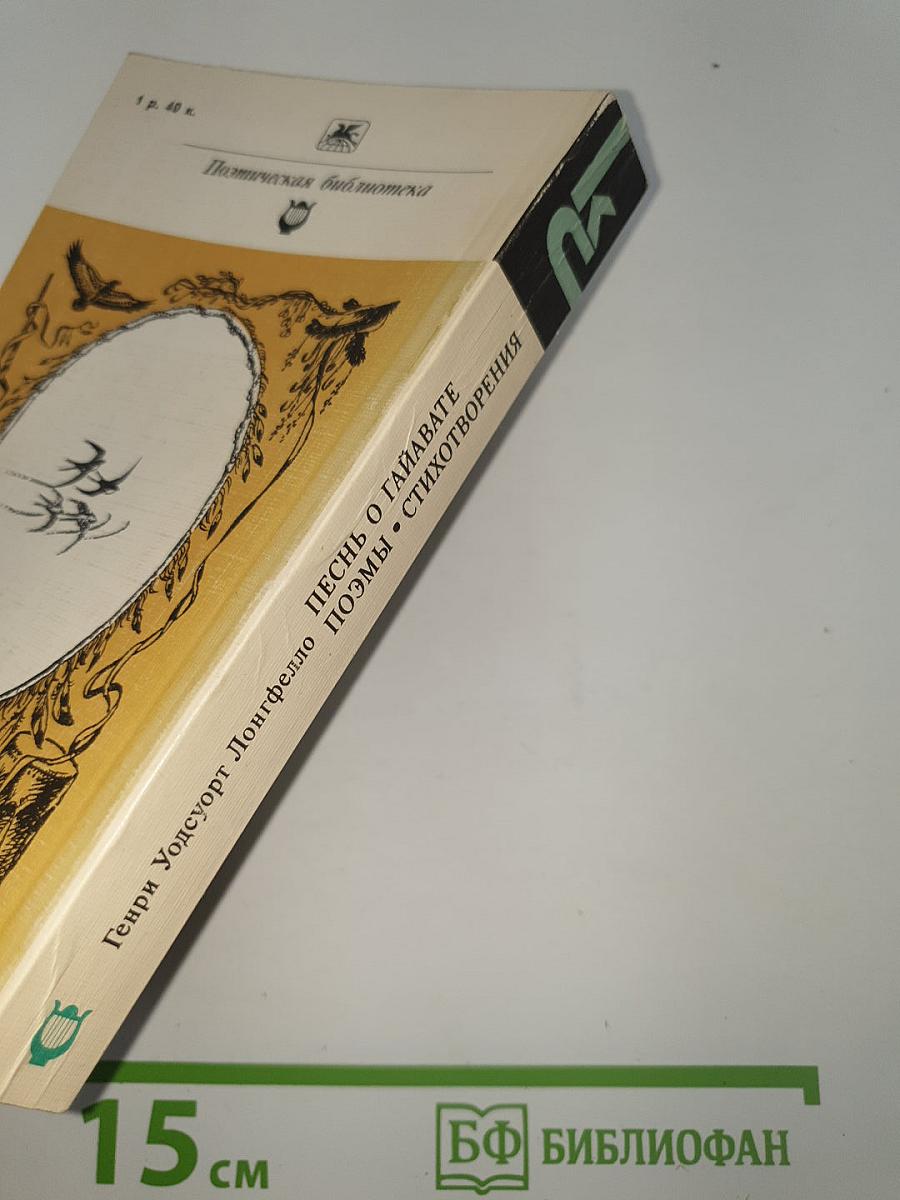 1 р. 40 к.
Поэтическая библиотека
Генри Уодсуорт Лонгфелло
ПЕСНЬ О ГАЙАВАТЕ
ПОЭМЫ • СТИХОТВОРЕНИЯ
15 см
БФ БИБЛИОФАН